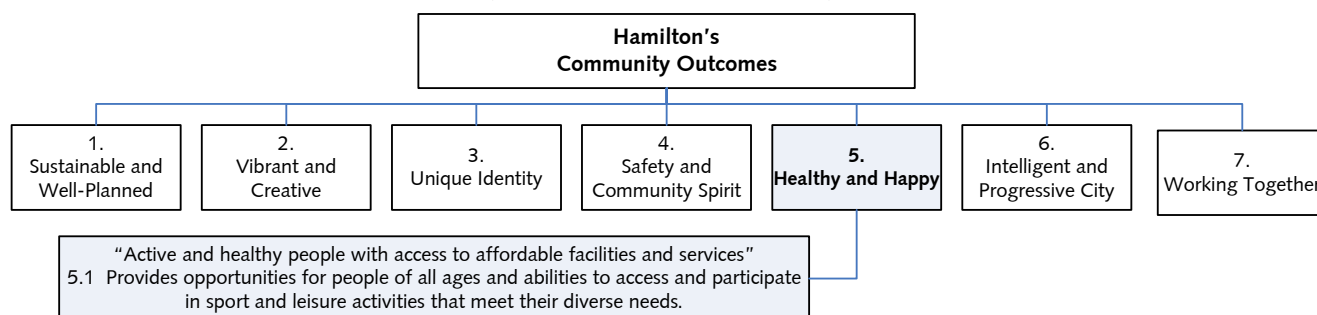 Hamilton's
Community Outcomes
1.
Sustainable and
Well-Planned
2.
Vibrant and
Creative
3.
Unique Identity
4.
Safety and
Community Spirit
5.
Healthy and Happy
6.
Intelligent and
Progressive City
7.
Working Together
“Active and healthy people with access to affordable facilities and services”
5.1 Provides opportunities for people of all ages and abilities to access and participate
in sport and leisure activities that meet their diverse needs.